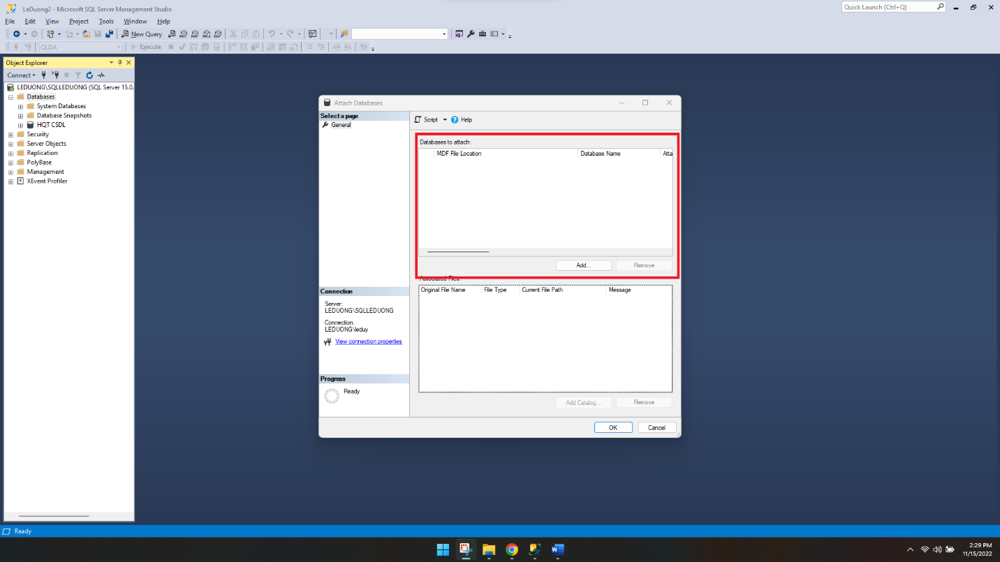 LeDuong2 - Microsoft SQL Server Management Studio
Quick Launch (Ctrl+Q)
File Edit View Project Tools Window Help
New Query
QLDA
Execute
Object Explorer
Connect
LEDUONG\SQLLEDUONG (SQL Server 15.0.
Databases
System Databases
Database Snapshots
HQT CSDL
Security
Server Objects
Replication
PolyBase
Management
XEvent Profiler
Attach Databases
Select a page
General
Script Help
Databases to attach:
MDF File Location Database Name Atta
Add... Remove
Associated Files:
Original File Name File Type Current File Path Message
Connection
Server:
LEDUONG\SQLLEDUONG
Connection:
LEDUONG\leduy
View connection properties
Progress
Ready
Add Catalog... Remove
OK Cancel
Ready
2:29 PM
11/15/2022